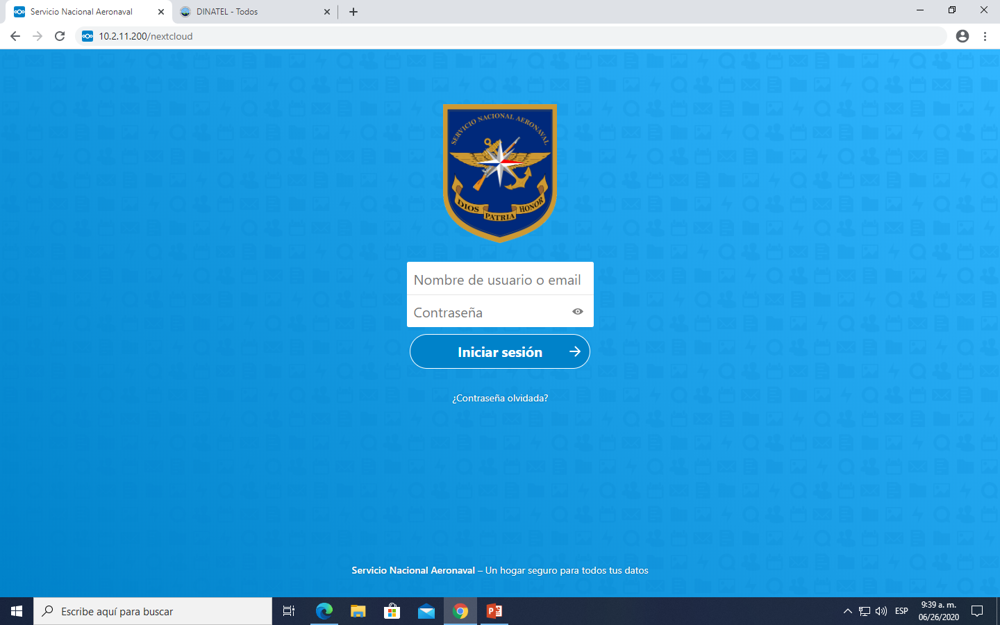 Servicio Nacional Aeronaval
DINATEL - Todos
10.2.11.200/nextcloud
SERVICIO NACIONAL AERONAVAL
DIOS PATRIA HONOR
Nombre de usuario o email
Contraseña
Iniciar sesión
¿Contraseña olvidada?
Servicio Nacional Aeronaval – Un hogar seguro para todos tus datos
Escribe aquí para buscar
ESP
9:39 a. m.
06/26/2020